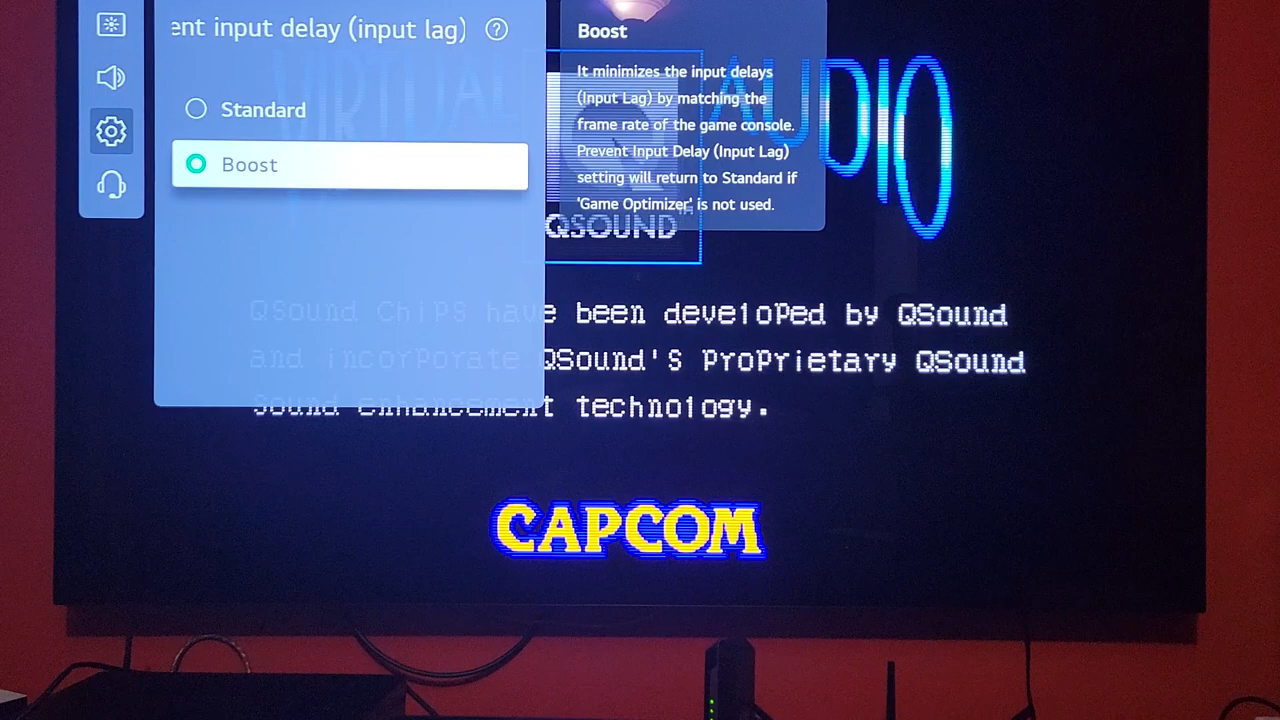 ent input delay (input lag)
Standard
Boost
Boost
It minimizes the input delays
(Input Lag) by matching the
frame rate of the game console.
Prevent Input Delay (Input Lag)
setting will return to Standard if
'Game Optimizer' is not used.
VIRTUAL AUDIO
QSOUND
QSound Chips have been developed by QSound
and incorporate QSound's Proprietary QSound
Sound enhancement technology.
CAPCOM